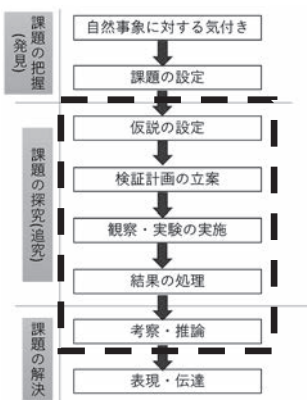 課題の把握(発見)
自然事象に対する気付き
課題の設定
課題の探究(追究)
仮説の設定
検証計画の立案
観察・実験の実施
結果の処理
課題の解決
考察・推論
表現・伝達